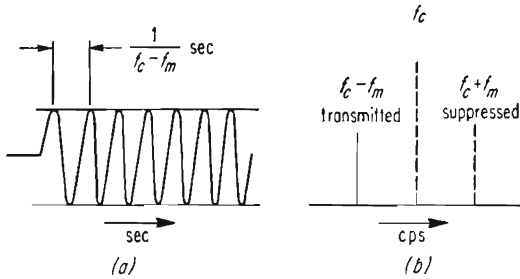 1
f_c − f_m
sec
sec
(a)
f_c
f_c − f_m
transmitted
f_c + f_m
suppressed
cps
(b)